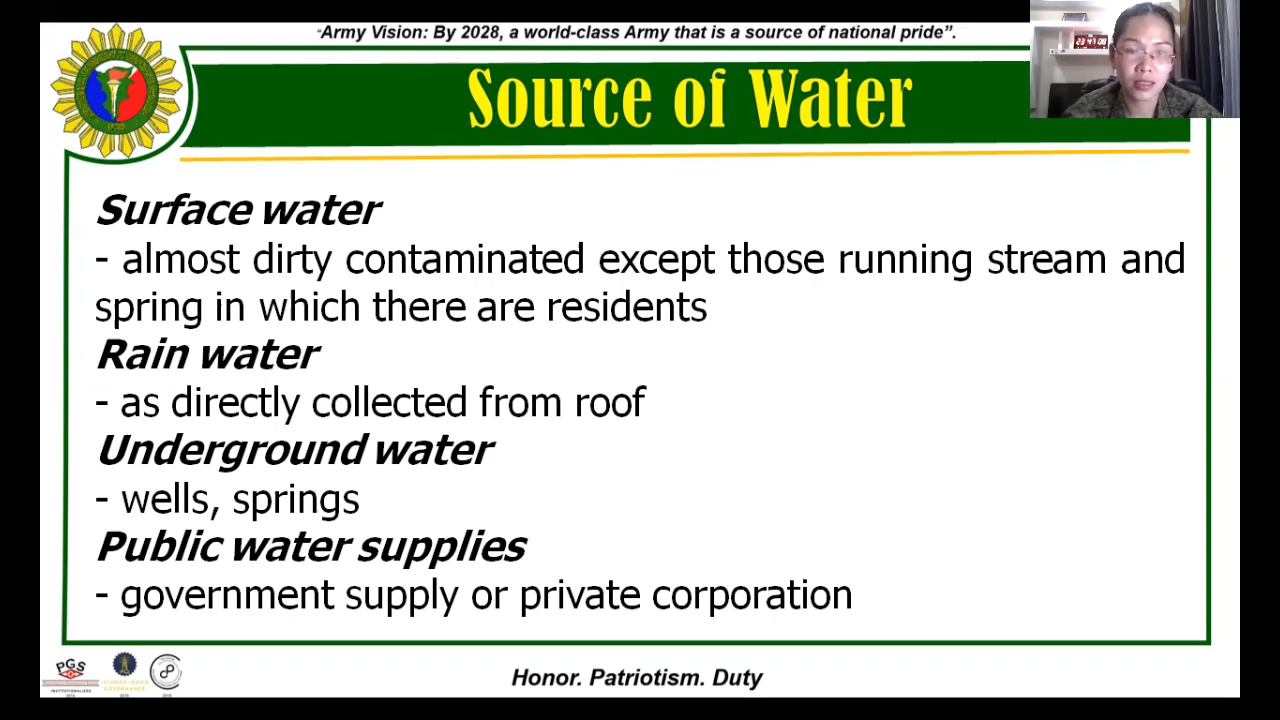 “Army Vision: By 2028, a world-class Army that is a source of national pride”.
Source of Water
Surface water
- almost dirty contaminated except those running stream and
spring in which there are residents
Rain water
- as directly collected from roof
Underground water
- wells, springs
Public water supplies
- government supply or private corporation
PGS
INSTITUTIONALIZED
Honor. Patriotism. Duty